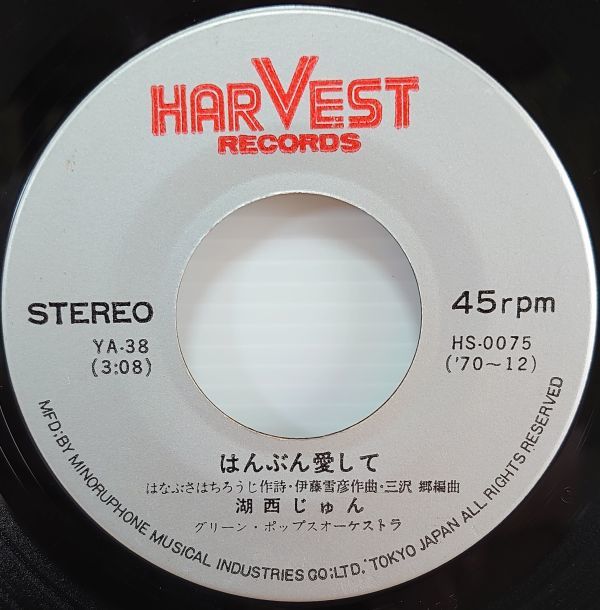 HARVEST
RECORDS
STEREO
45rpm
YA-38
(3:08)
HS-0075
('70~12)
はんぶん愛して
はなぶさはちろうじ作詩・伊藤雪彦作曲・三沢 郷編曲
湖西じゅん
グリーン・ポップスオーケストラ
MFD;BY MINORUPHONE MUSICAL INDUSTRIES CO;LTD,'TOKYO JAPAN ALL RIGHTS RESERVED